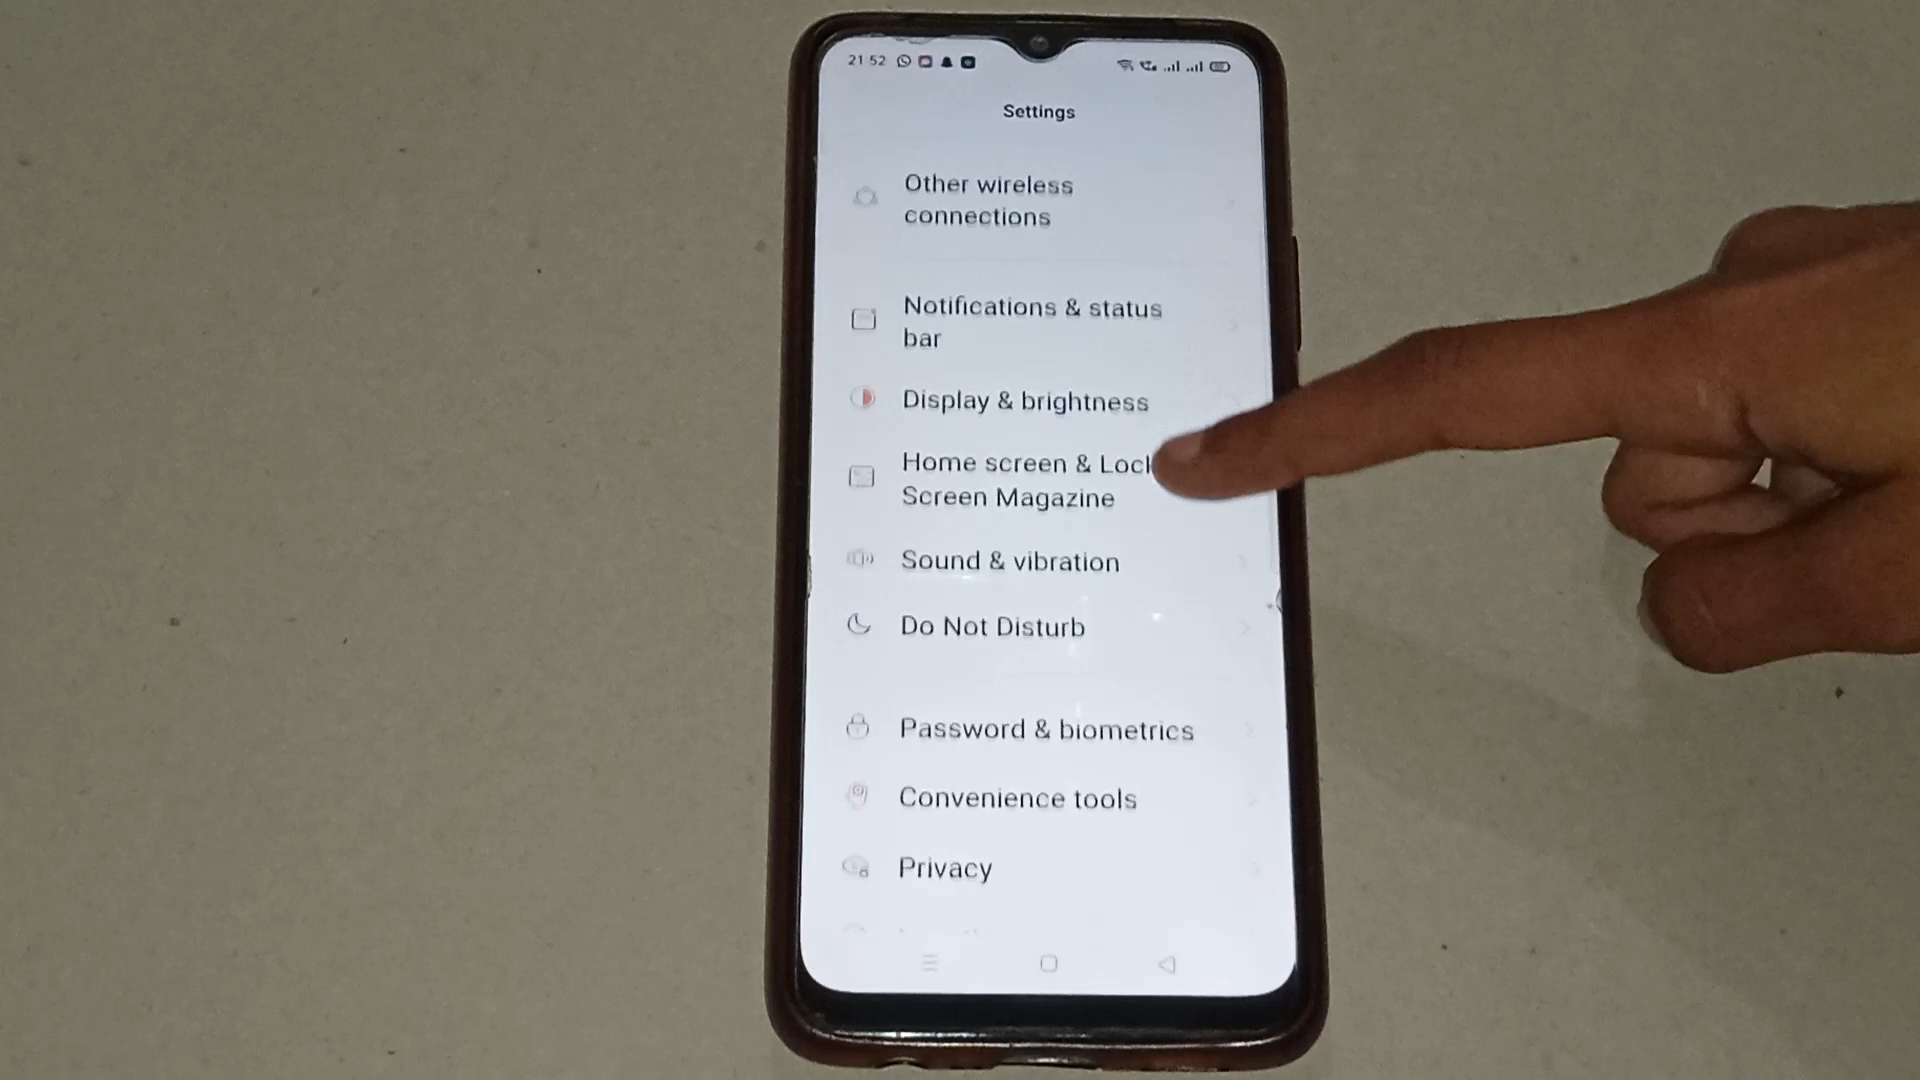 21 52
Settings
Other wireless
connections
Notifications & status
bar
Display & brightness
Home screen & Lock
Screen Magazine
Sound & vibration
Do Not Disturb
Password & biometrics
Convenience tools
Privacy